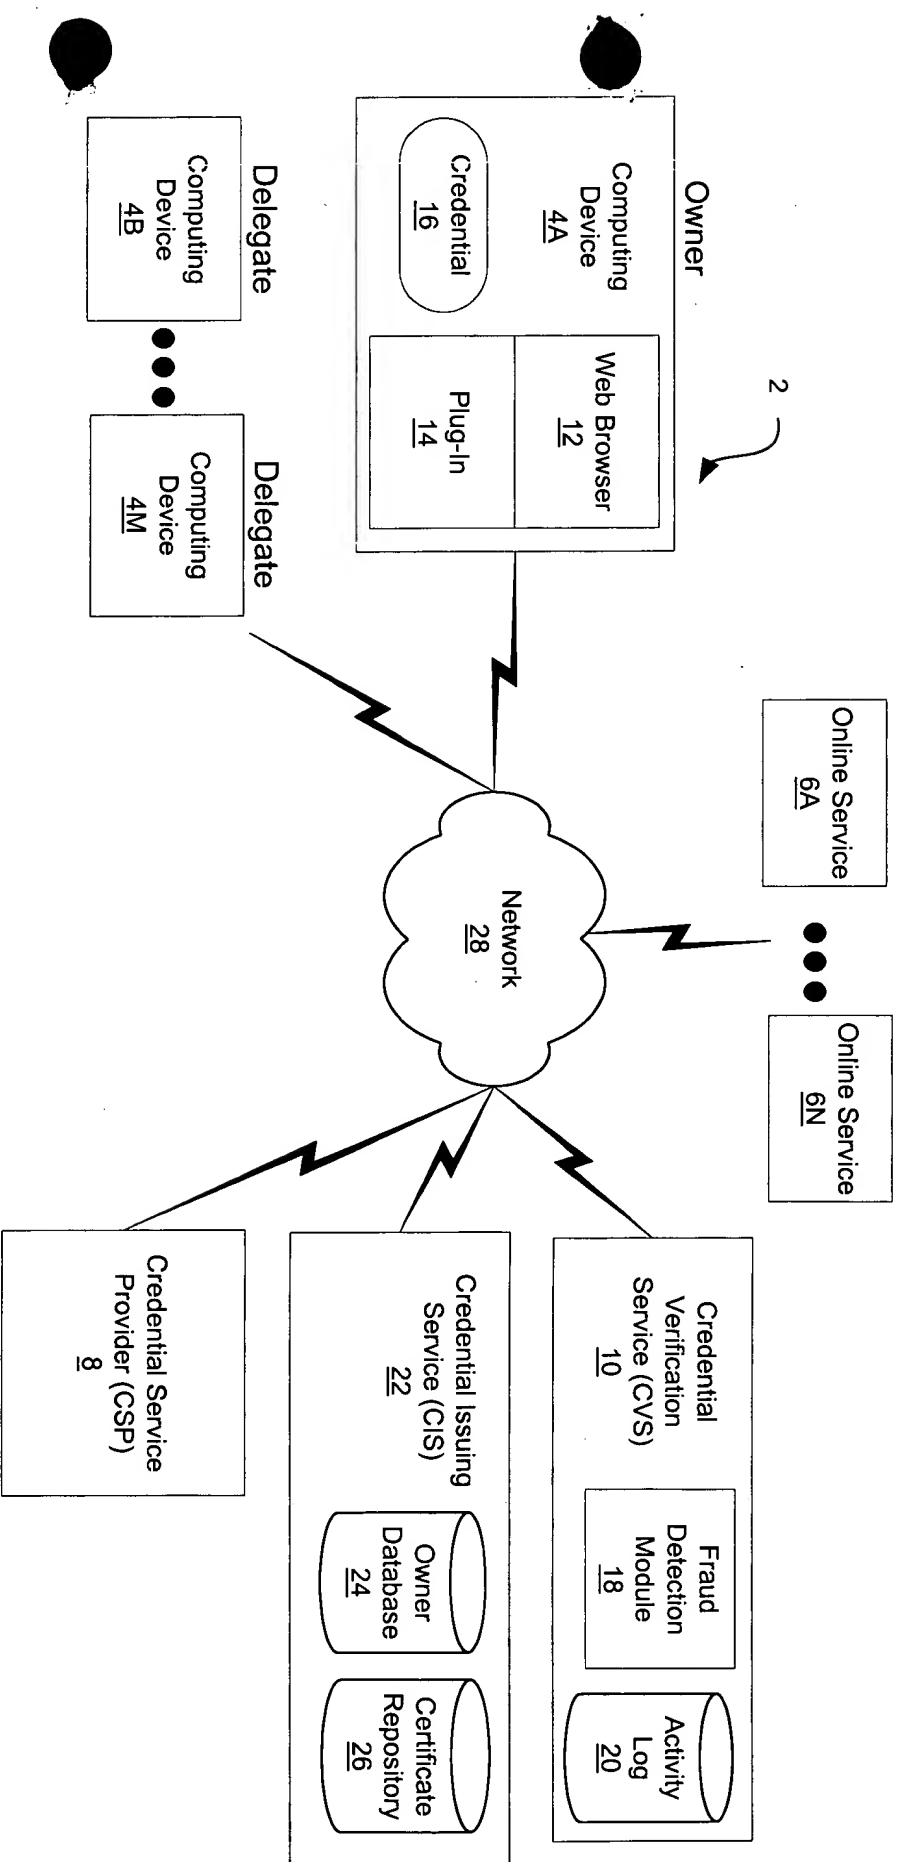 2
Owner
Computing
Device
4A
Credential
16
Web Browser
12
Plug-In
14
Delegate
Computing
Device
4B
Delegate
Computing
Device
4M
Online Service
6A
Online Service
6N
Network
28
Credential
Verification
Service (CVS)
10
Fraud
Detection
Module
18
Activity
Log
20
Credential Issuing
Service (CIS)
22
Owner
Database
24
Certificate
Repository
26
Credential Service
Provider (CSP)
8